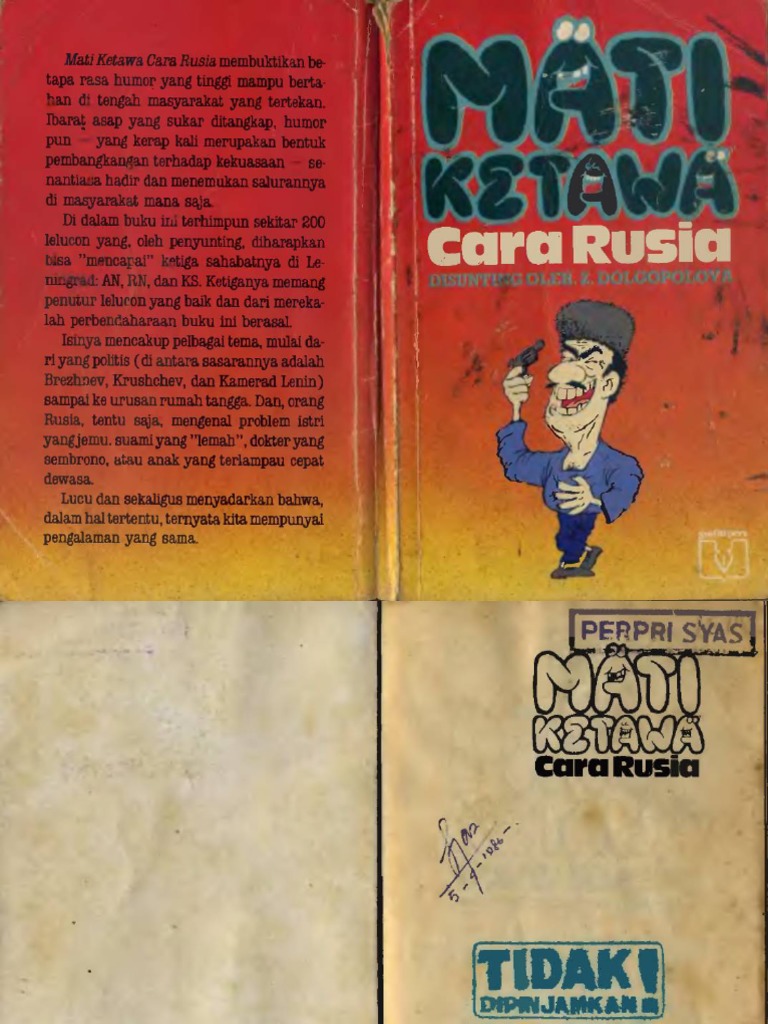 Mati Ketawa Cara Rusia membuktikan be-
tapa rasa humor yang tinggi mampu berta-
han di tengah masyarakat yang tertekan.
Ibarat asap yang sukar ditangkap, humor
pun — yang kerap kali merupakan bentuk
pembangkangan terhadap kekuasaan — se-
nantiasa hadir dan menemukan salurannya
di masyarakat mana saja.
Di dalam buku ini terhimpun sekitar 200
lelucon yang, oleh penyunting, diharapkan
bisa "mencapai" ketiga sahabatnya di Le-
ningrad: AN, RN, dan KS. Ketiganya memang
penutur lelucon yang baik dan dari mereka-
lah perbendaharaan buku ini berasal.
Isinya mencakup pelbagai tema, mulai da-
ri yang politis (di antara sasarannya adalah
Brezhnev, Krushchev, dan Kamerad Lenin)
sampai ke urusan rumah tangga. Dan, orang
Rusia, tentu saja, mengenal problem istri
yang jemu, suami yang "lemah", dokter yang
sembrono, atau anak yang terlampau cepat
dewasa.
Lucu dan sekaligus menyadarkan bahwa,
dalam hal tertentu, ternyata kita mempunyai
pengalaman yang sama.
MATI
KETAWA
Cara Rusia
DISUNTING OLEH: Z. DOLGOPOLOVA
PERPRI SYAS
MATI
KETAWA
Cara Rusia
TIDAK!
DIPINJAMKAN